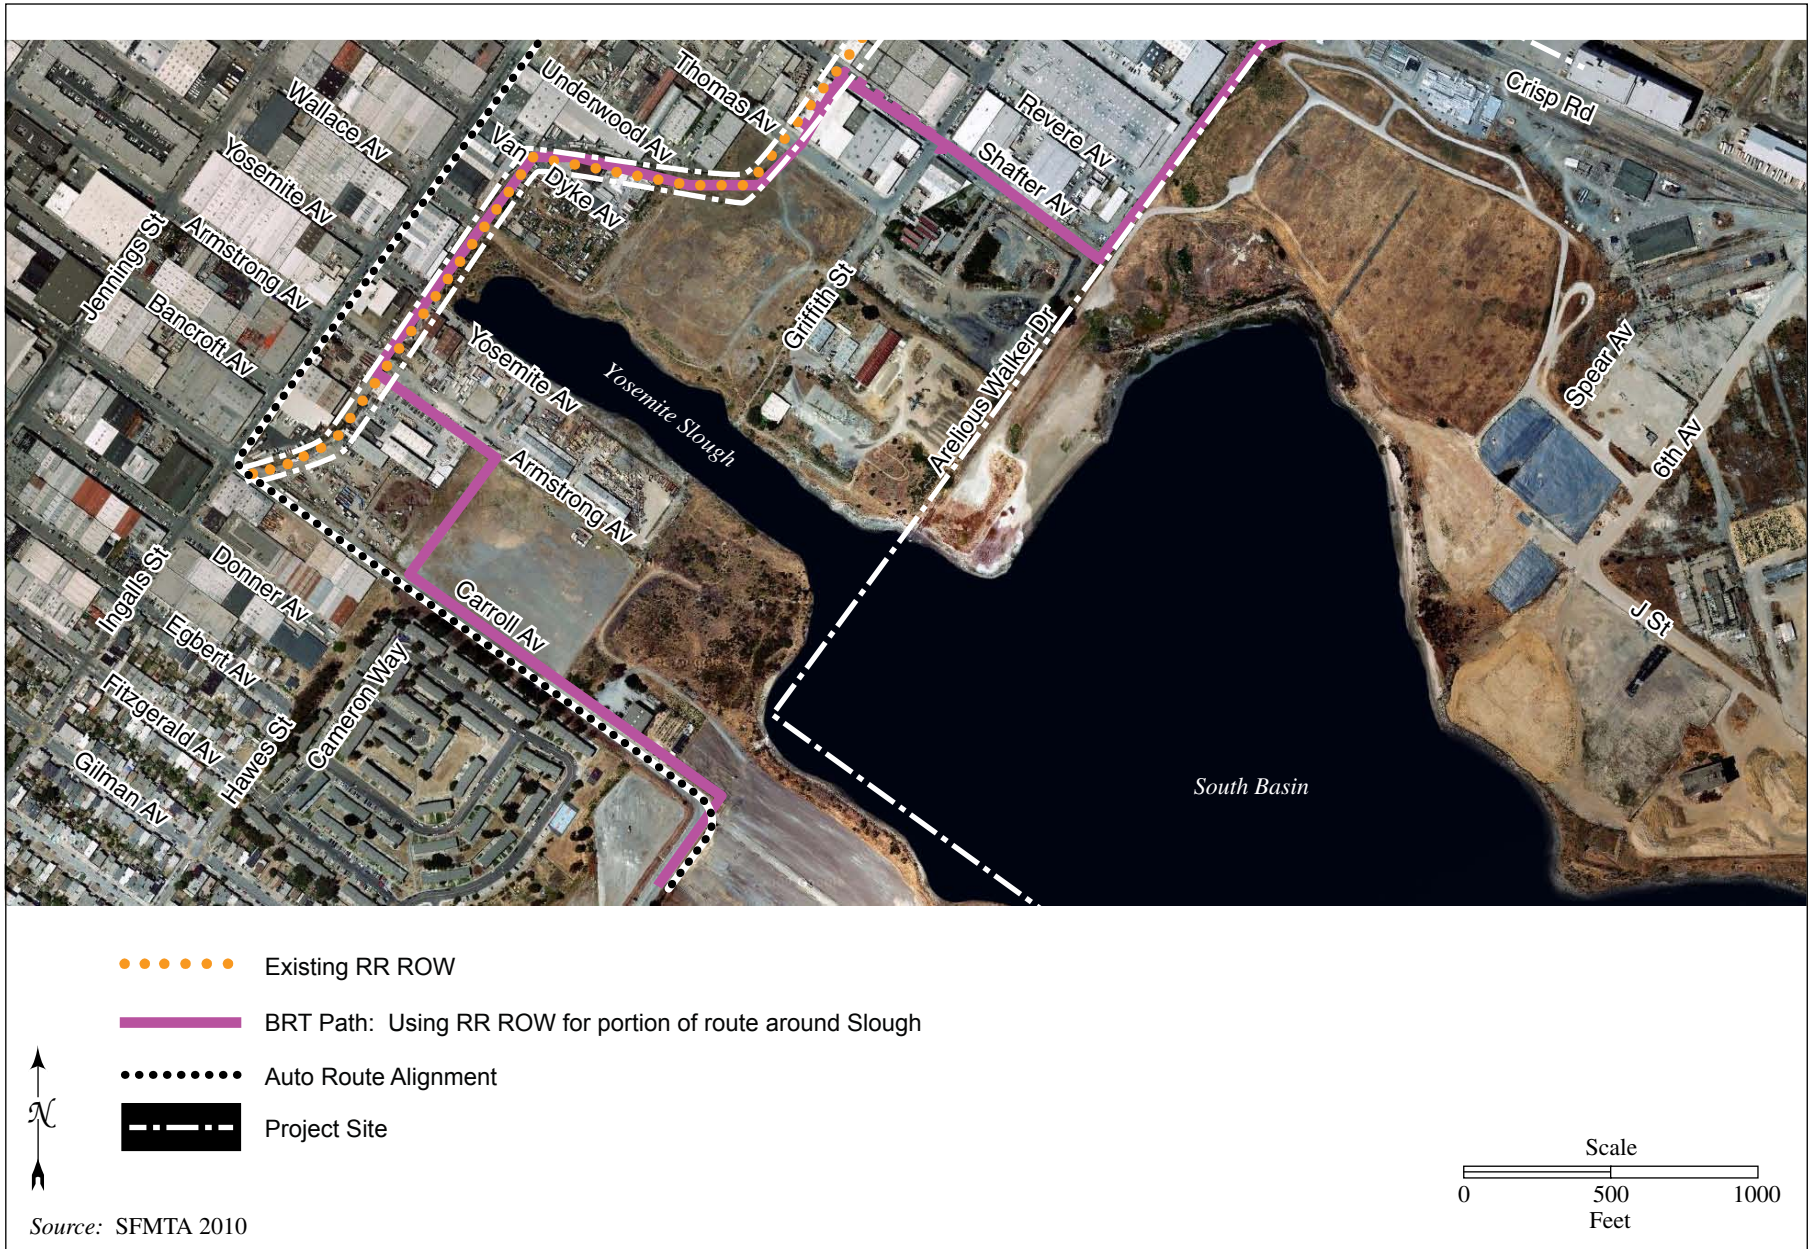 Crisp Rd
Thomas Av
Underwood Av
Wallace Av
Revere Av
Van Dyke Av
Shafter Av
Yosemite Av
Armstrong Av
Jennings St
Bancroft Av
Griffith St
Arelious Walker Dr
Yosemite Av
Yosemite Slough
Spear Av
6th Av
Armstrong Av
Ingalls St
Donner Av
Carroll Av
J St
Egbert Av
Cameron Way
Fitzgerald Av
Hawes St
Gilman Av
South Basin
Existing RR ROW
BRT Path: Using RR ROW for portion of route around Slough
Auto Route Alignment
N
Project Site
Scale
0 500 1000
Feet
Source: SFMTA 2010